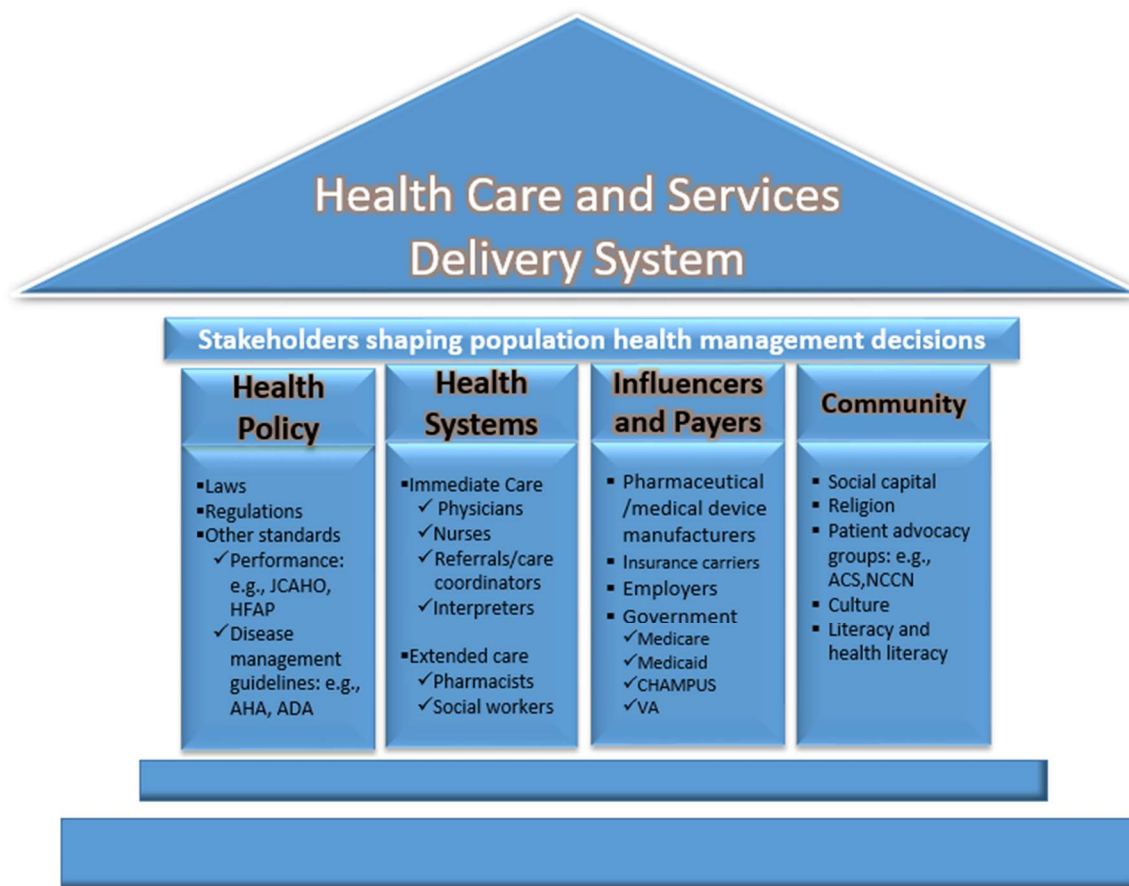 Health Care and Services
Delivery System
Stakeholders shaping population health management decisions
Health
Policy
▪Laws
▪Regulations
▪Other standards
✓Performance:
e.g., JCAHO,
HFAP
✓Disease
management
guidelines: e.g.,
AHA, ADA
Health
Systems
▪Immediate Care
✓Physicians
✓Nurses
✓Referrals/care
coordinators
✓Interpreters
▪Extended care
✓Pharmacists
✓Social workers
Influencers
and Payers
▪ Pharmaceutical
/medical device
manufacturers
▪ Insurance carriers
▪ Employers
▪ Government
✓Medicare
✓Medicaid
✓CHAMPUS
✓VA
Community
▪ Social capital
▪ Religion
▪ Patient advocacy
groups: e.g.,
ACS,NCCN
▪ Culture
▪ Literacy and
health literacy